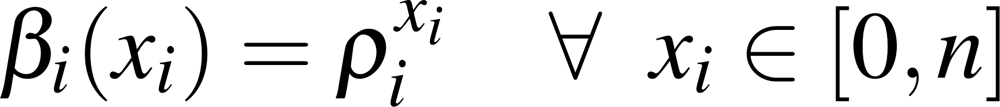 βᵢ(xᵢ) = ρᵢ^{xᵢ} ∀ xᵢ ∈ [0, n]